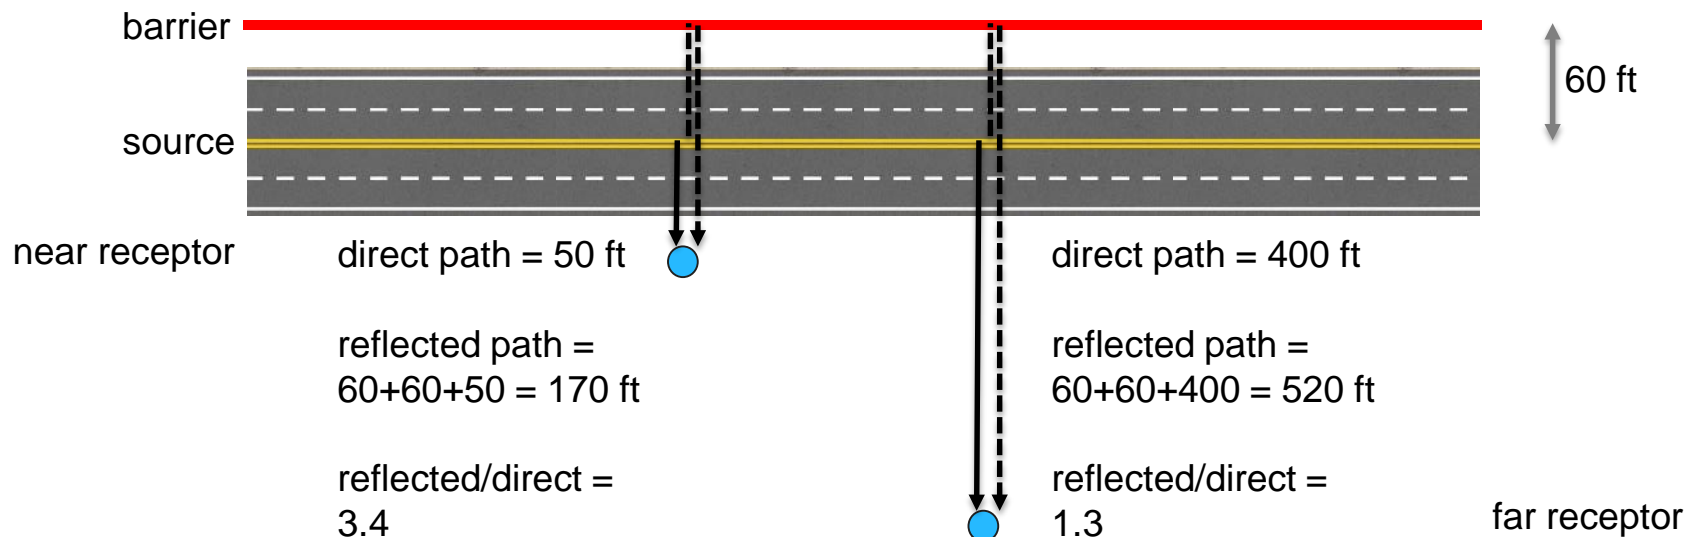 barrier
60 ft
source
near receptor
direct path = 50 ft
reflected path =
60+60+50 = 170 ft
reflected/direct =
3.4
direct path = 400 ft
reflected path =
60+60+400 = 520 ft
reflected/direct =
1.3
far receptor